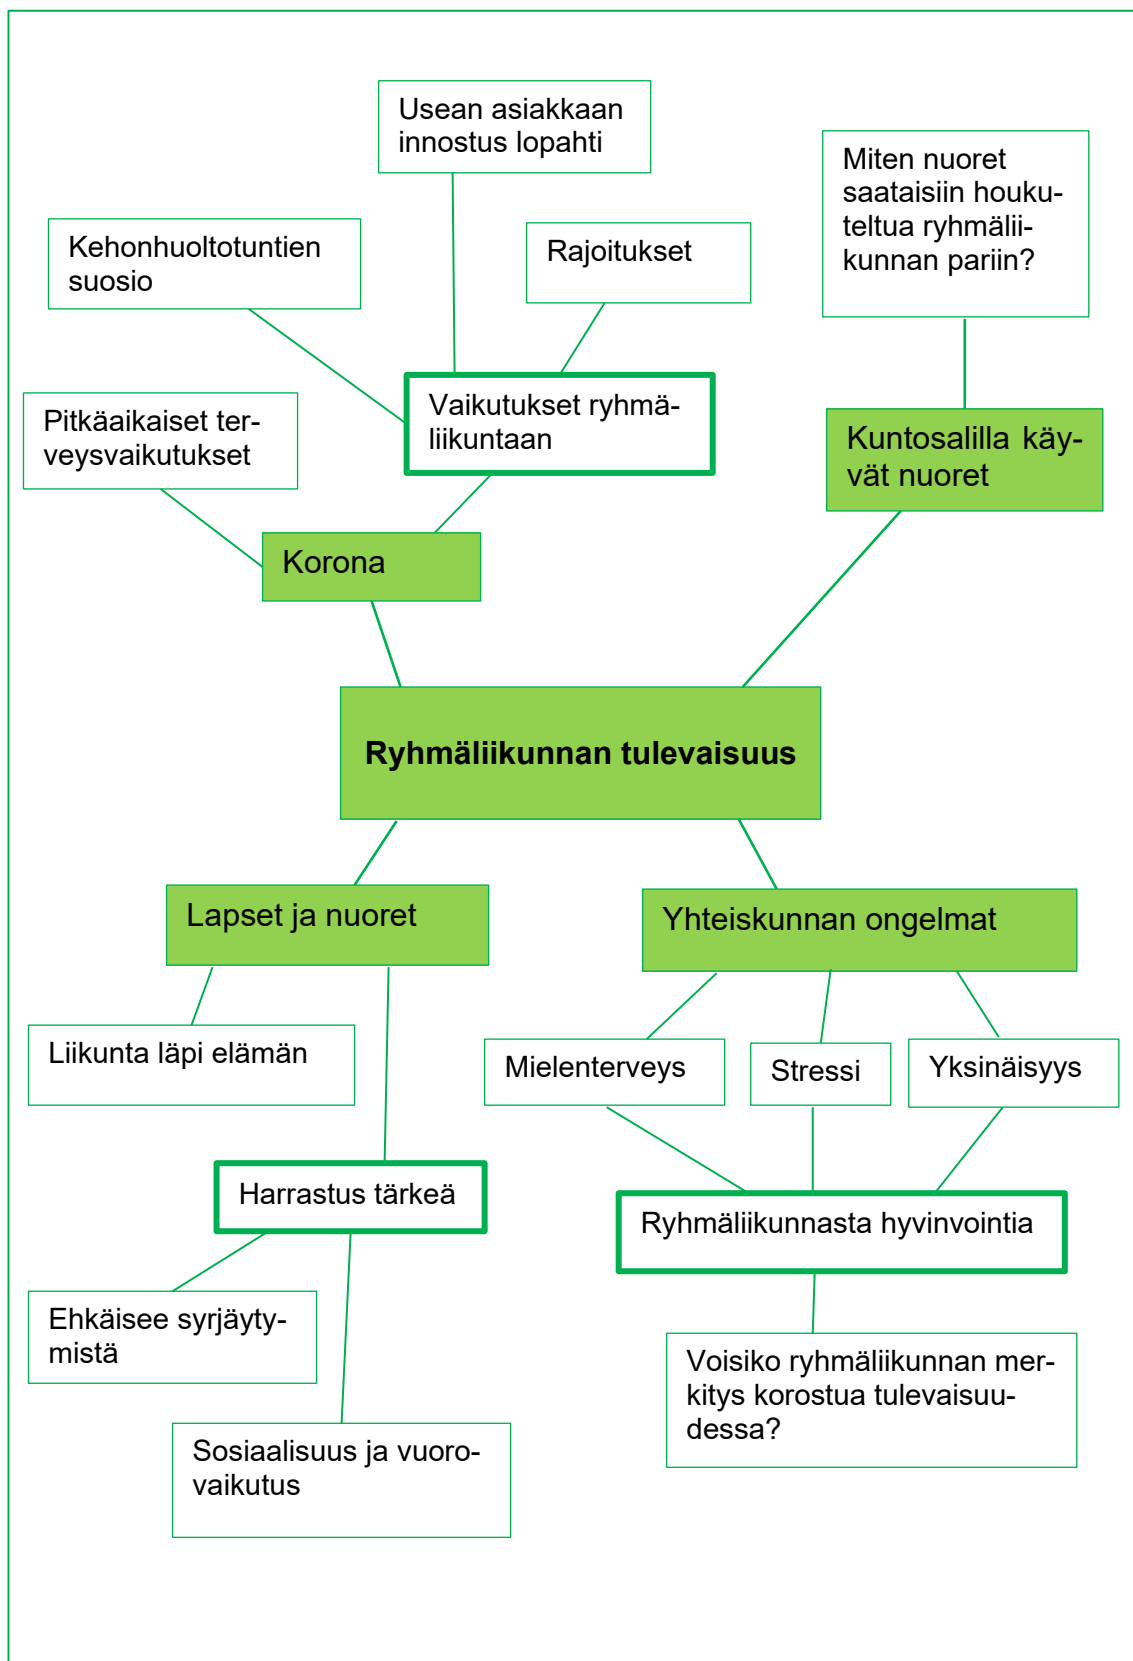 Usean asiakkaan
innostus lopahti
Miten nuoret
saataisiin houku-
teltua ryhmälii-
kunnan pariin?
Kehonhuoltotuntien
suosio
Rajoitukset
Vaikutukset ryhmä-
liikuntaan
Pitkäaikaiset ter-
veysvaikutukset
Kuntosalilla käy-
vät nuoret
Korona
Ryhmäliikunnan tulevaisuus
Lapset ja nuoret
Yhteiskunnan ongelmat
Liikunta läpi elämän
Mielenterveys
Stressi
Yksinäisyys
Harrastus tärkeä
Ryhmäliikunnasta hyvinvointia
Ehkäisee syrjäyty-
mistä
Voisiko ryhmäliikunnan mer-
kitys korostua tulevaisuu-
dessa?
Sosiaalisuus ja vuoro-
vaikutus